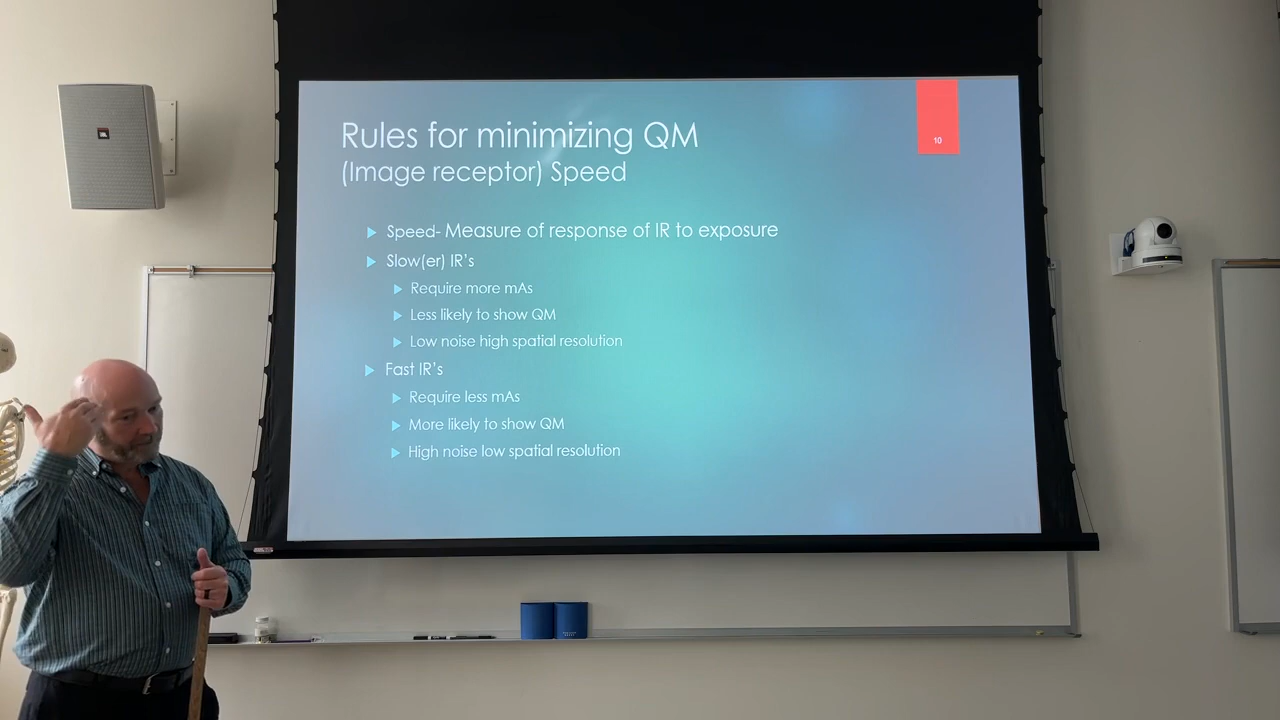 Rules for minimizing QM
10
(Image receptor) Speed
Speed- Measure of response of IR to exposure
Slow(er) IR's
Require more mAs
Less likely to show QM
Low noise high spatial resolution
Fast IR's
Require less mAs
More likely to show QM
High noise low spatial resolution